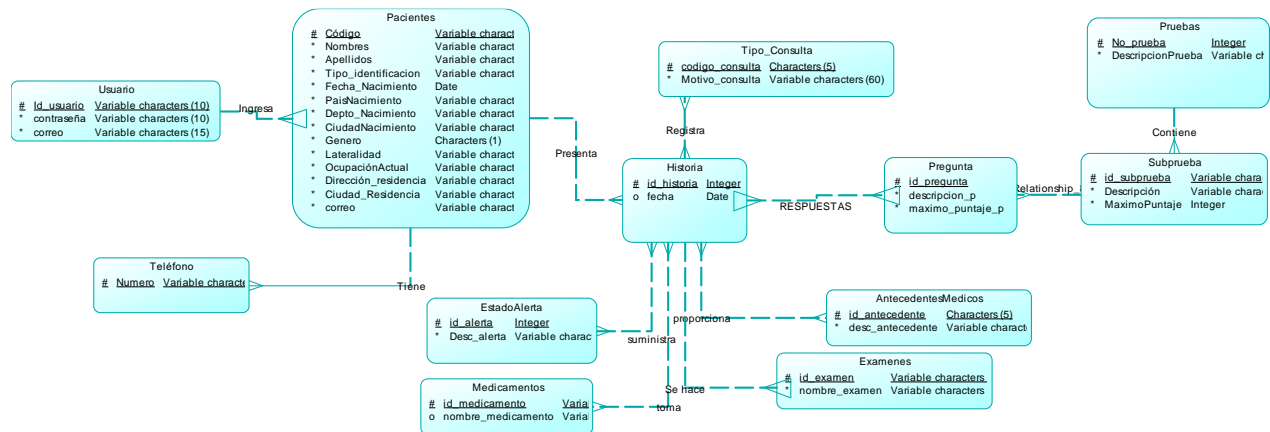 Pacientes
# Código Variable charact
* Nombres Variable charact
* Apellidos Variable charact
* Tipo_identificacion Variable charact
* Fecha_Nacimiento Date
* PaisNacimiento Variable charact
* Depto_Nacimiento Variable charact
* CiudadNacimiento Variable charact
* Genero Characters (1)
* Lateralidad Variable charact
* OcupaciónActual Variable charact
* Dirección_residencia Variable charact
* Ciudad_Residencia Variable charact
* correo Variable charact
Usuario
# Id_usuario Variable characters (10)
* contraseña Variable characters (10)
* correo Variable characters (15)
Ingresa
Tipo_Consulta
# codigo_consulta Characters (5)
* Motivo_consulta Variable characters (60)
Pruebas
# No_prueba Integer
* DescripcionPrueba Variable ch
Registra
Presenta
Contiene
Historia
# id_historia Integer
o fecha Date
RESPUESTAS
Pregunta
# id_pregunta
* descripcion_p
* maximo_puntaje_p
Relationship_
Subprueba
# id_subprueba Variable chara
* Descripción Variable charac
* MaximoPuntaje Integer
Teléfono
# Numero Variable characte
Tiene
EstadoAlerta
# id_alerta Integer
* Desc_alerta Variable charac
suministra
proporciona
AntecedentesMedicos
# id_antecedente Characters (5)
* desc_antecedente Variable charact
Medicamentos
# id_medicamento Varia
o nombre_medicamento Varial
toma
Se hace
Examenes
# id_examen Variable characters
* nombre_examen Variable characters